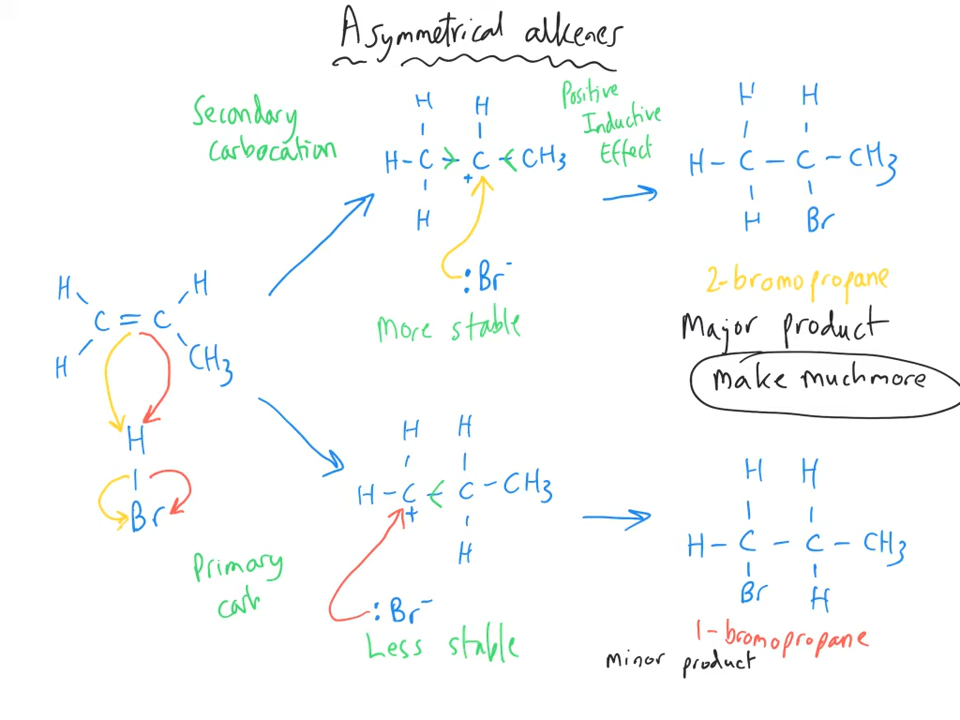 Asymmetrical alkenes
Secondary
carbocation
H H
H-C > C < CH3
+
H
:Br-
More stable
Positive
Inductive
Effect
H H
H - C - C - CH3
H Br
2-bromopropane
Major product
make much more
H H
C = C
H CH3
H
Br
H H
H - C < C - CH3
+
H
:Br-
Less stable
Primary
carb
H H
H - C - C - CH3
Br H
1-bromopropane
minor product